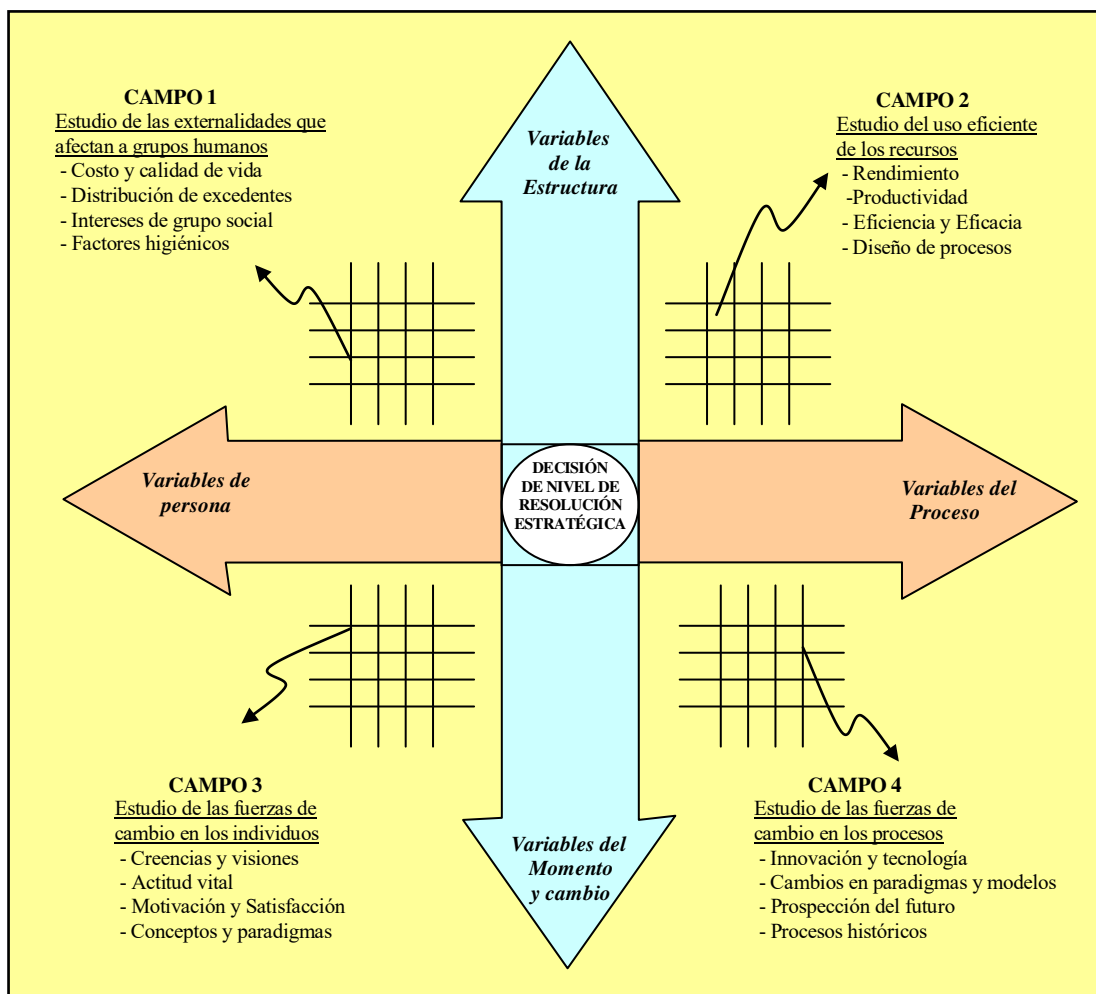 CAMPO 1
Estudio de las externalidades que
afectan a grupos humanos
- Costo y calidad de vida
- Distribución de excedentes
- Intereses de grupo social
- Factores higiénicos
Variables
de la
Estructura
CAMPO 2
Estudio del uso eficiente
de los recursos
- Rendimiento
-Productividad
- Eficiencia y Eficacia
- Diseño de procesos
Variables de
persona
DECISIÓN
DE NIVEL DE
RESOLUCIÓN
ESTRATÉGICA
Variables del
Proceso
CAMPO 3
Estudio de las fuerzas de
cambio en los individuos
- Creencias y visiones
- Actitud vital
- Motivación y Satisfacción
- Conceptos y paradigmas
Variables del
Momento
y cambio
CAMPO 4
Estudio de las fuerzas de
cambio en los procesos
- Innovación y tecnología
- Cambios en paradigmas y modelos
- Prospección del futuro
- Procesos históricos